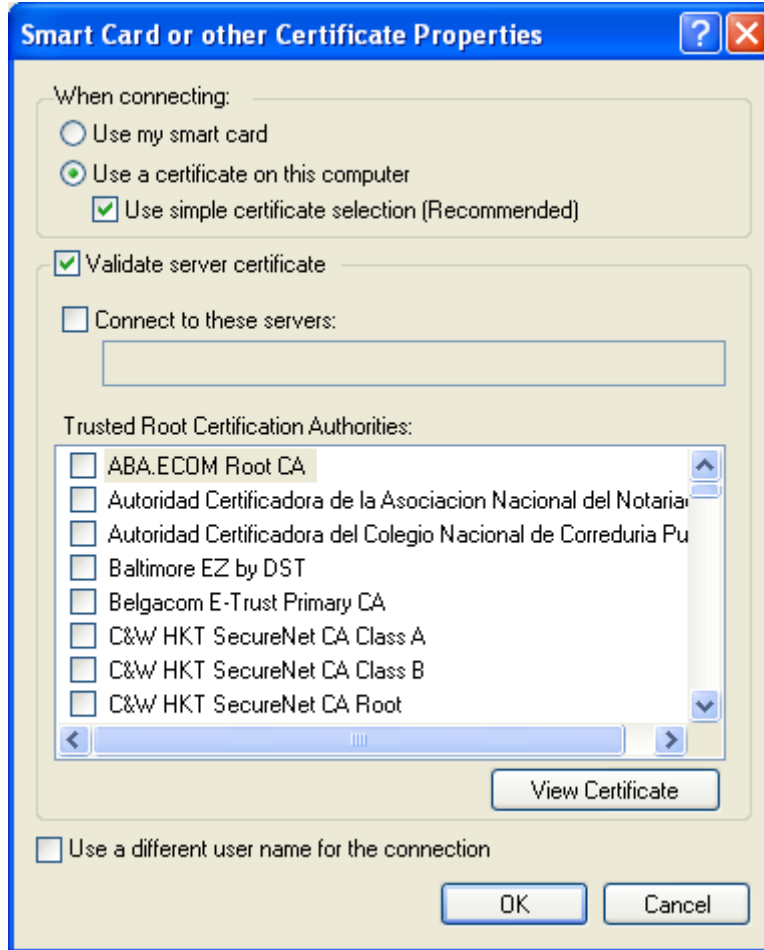 Smart Card or other Certificate Properties
When connecting:
Use my smart card
Use a certificate on this computer
Use simple certificate selection (Recommended)
Validate server certificate
Connect to these servers:
Trusted Root Certification Authorities:
ABA.ECOM Root CA
Autoridad Certificadora de la Asociacion Nacional del Notaria
Autoridad Certificadora del Colegio Nacional de Correduria Pu
Baltimore EZ by DST
Belgacom E-Trust Primary CA
C&W HKT SecureNet CA Class A
C&W HKT SecureNet CA Class B
C&W HKT SecureNet CA Root
View Certificate
Use a different user name for the connection
OK Cancel